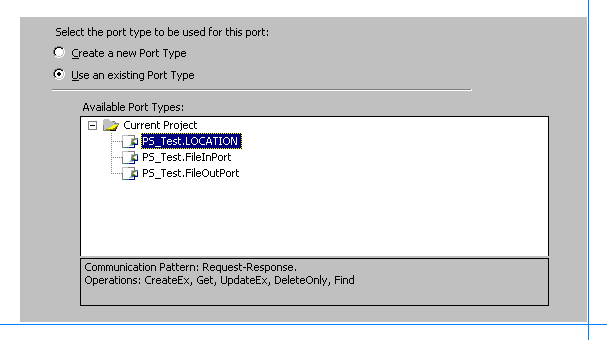 Select the port type to be used for this port:
Create a new Port Type
Use an existing Port Type
Available Port Types:
Current Project
PS_Test.LOCATION
PS_Test.FileInPort
PS_Test.FileOutPort
Communication Pattern: Request-Response.
Operations: CreateEx, Get, UpdateEx, DeleteOnly, Find